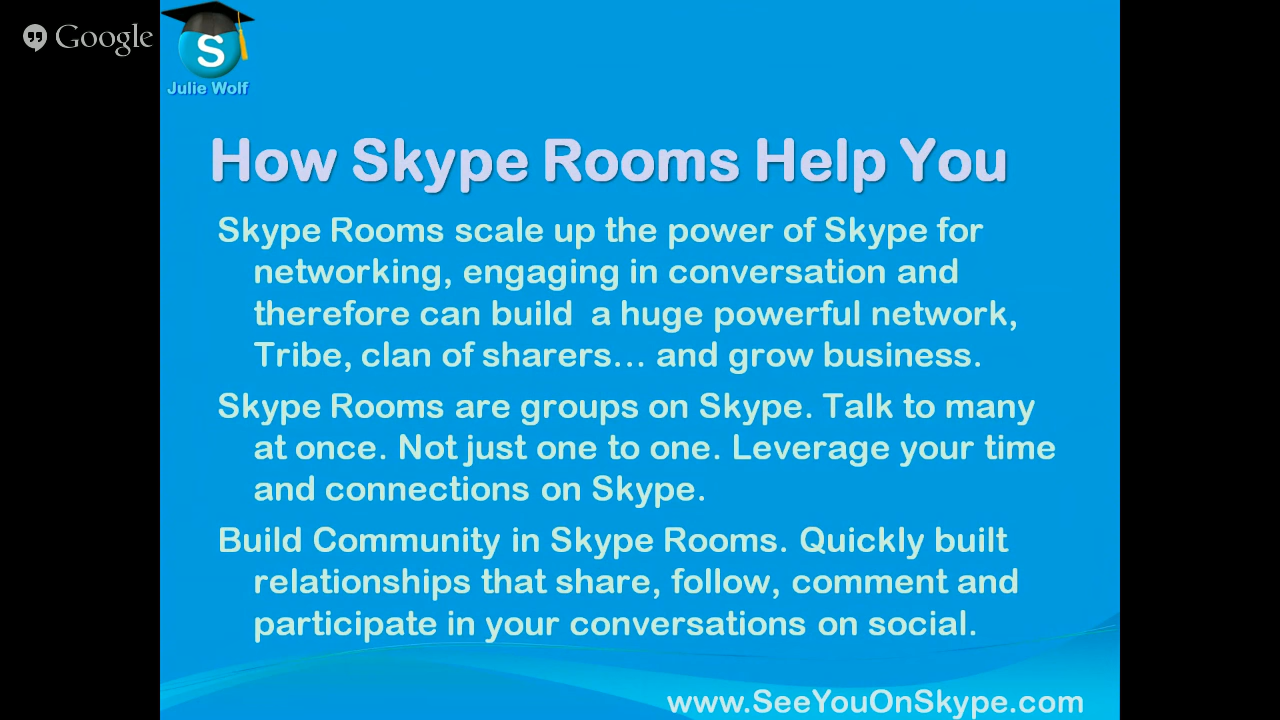 Google
S
Julie Wolf
How Skype Rooms Help You
Skype Rooms scale up the power of Skype for
networking, engaging in conversation and
therefore can build  a huge powerful network,
Tribe, clan of sharers... and grow business.
Skype Rooms are groups on Skype. Talk to many
at once. Not just one to one. Leverage your time
and connections on Skype.
Build Community in Skype Rooms. Quickly built
relationships that share, follow, comment and
participate in your conversations on social.
www.SeeYouOnSkype.com